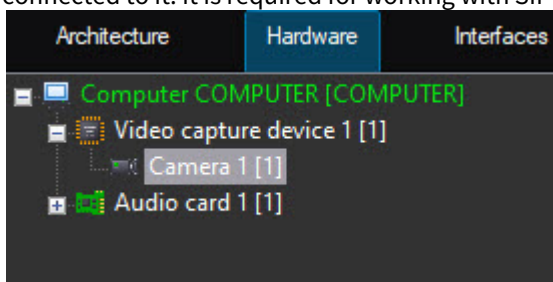 connected to it. It is required for working with SIP
Architecture Hardware Interfaces
Computer COMPUTER [COMPUTER]
Video capture device 1 [1]
Camera 1 [1]
Audio card 1 [1]